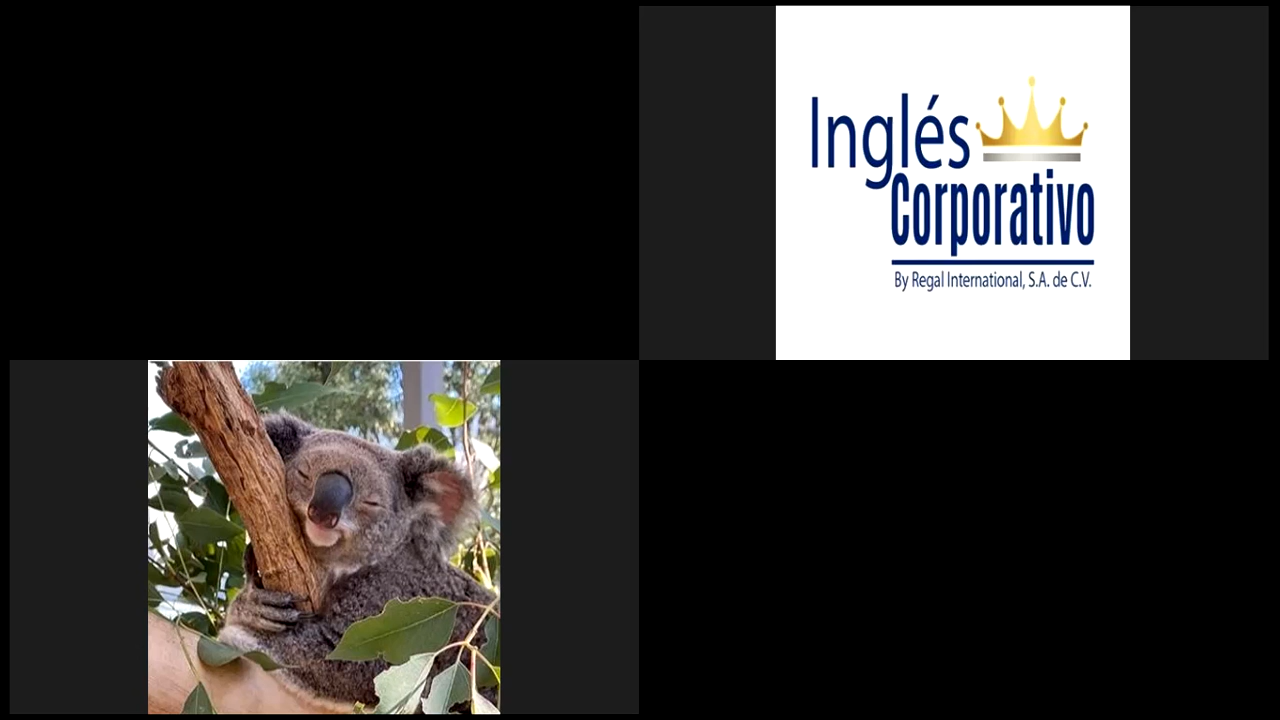 Inglés
Corporativo
By Regal International, S.A. de C.V.